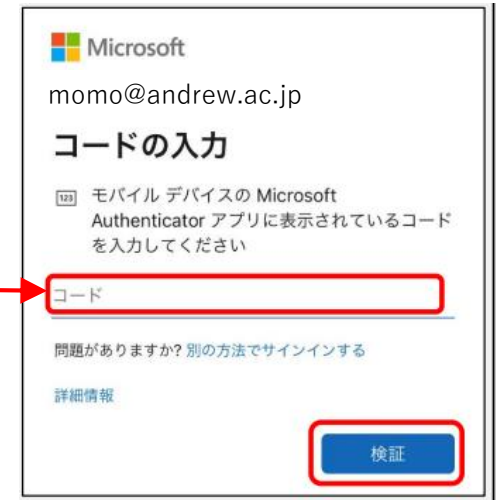 Microsoft
momo@andrew.ac.jp
コードの入力
123 モバイル デバイスの Microsoft
Authenticator アプリに表示されているコード
を入力してください
コード
問題がありますか? 別の方法でサインインする
詳細情報
検証